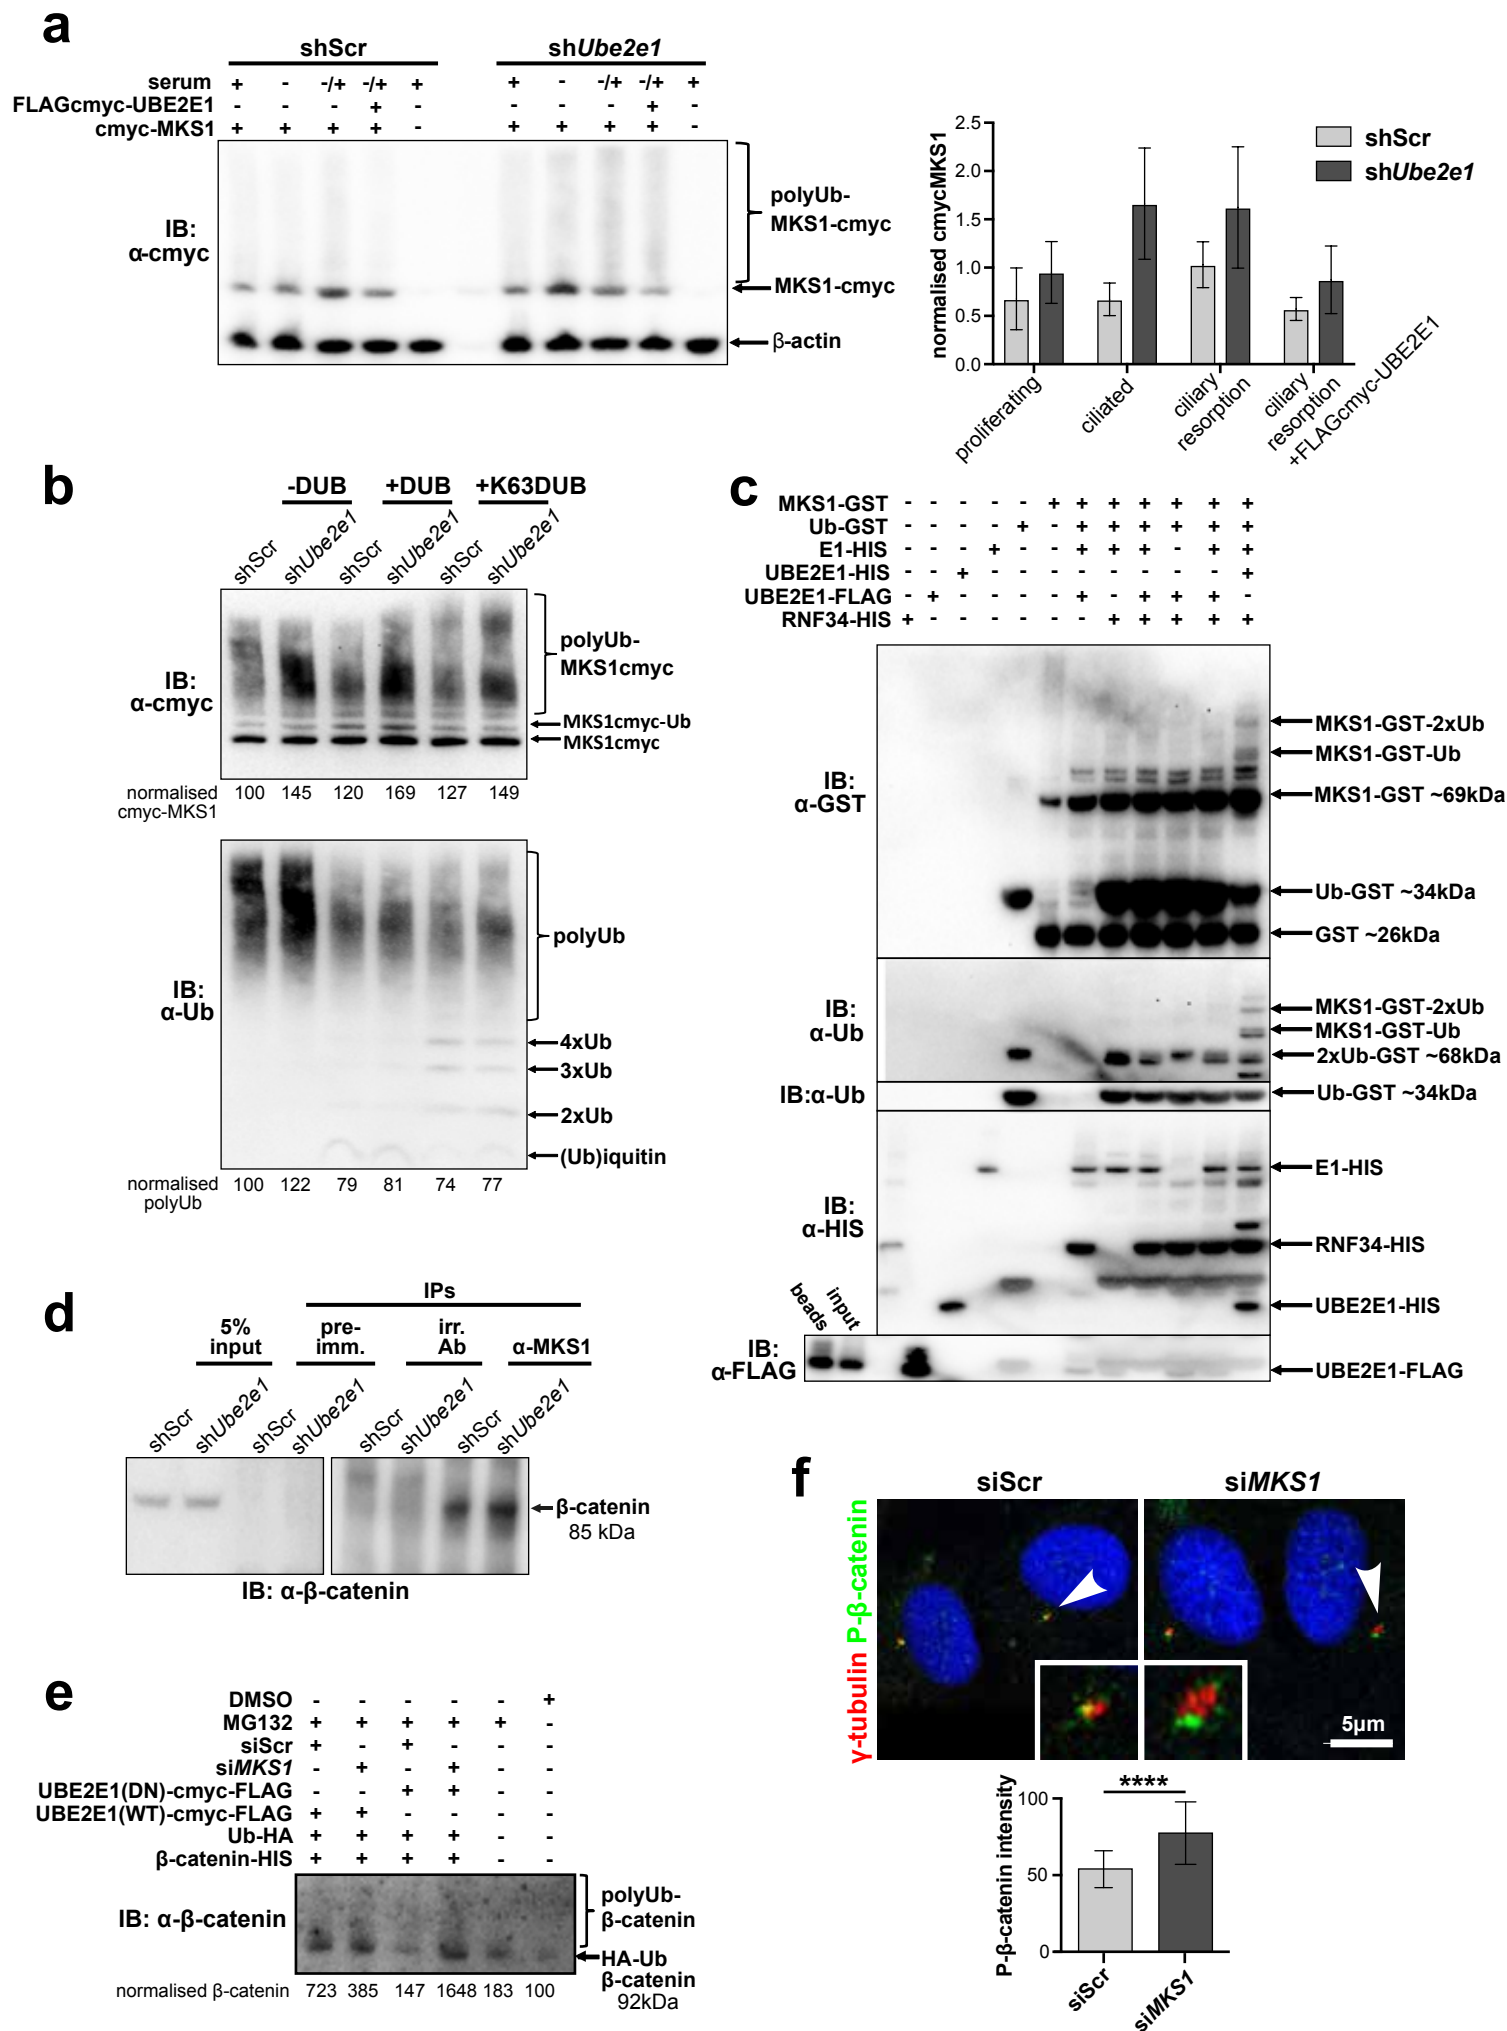 a
shScr
shUbe2e1
serum + - -/+ -/+ + + - -/+ -/+ +
FLAGcmyc-UBE2E1 - - - + - - - - + -
cmyc-MKS1 + + + + - + + + + -
IB:
α-cmyc
polyUb-
MKS1-cmyc
MKS1-cmyc
β-actin
normalised cmycMKS1
2.5
2.0
1.5
1.0
0.5
0.0
shScr
shUbe2e1
proliferating
ciliated
ciliary
resorption
ciliary
resorption
+FLAGcmyc-UBE2E1
b
-DUB +DUB +K63DUB
shScr shUbe2e1 shScr shUbe2e1 shScr shUbe2e1
IB:
α-cmyc
polyUb-
MKS1cmyc
MKS1cmyc-Ub
MKS1cmyc
normalised
cmyc-MKS1
100 145 120 169 127 149
IB:
α-Ub
polyUb
4xUb
3xUb
2xUb
(Ub)iquitin
normalised
polyUb
100 122 79 81 74 77
c
MKS1-GST - - - - - + + + + + + +
Ub-GST - - - - + - + + + + + +
E1-HIS - - - + - - + + + - + +
UBE2E1-HIS - - + - - - - - - - - +
UBE2E1-FLAG - + - - - - + - + + + -
RNF34-HIS + - - - - - - + + + + +
IB:
α-GST
MKS1-GST-2xUb
MKS1-GST-Ub
MKS1-GST ~69kDa
Ub-GST ~34kDa
GST ~26kDa
IB:
α-Ub
MKS1-GST-2xUb
MKS1-GST-Ub
2xUb-GST ~68kDa
IB:α-Ub
Ub-GST ~34kDa
IB:
α-HIS
E1-HIS
RNF34-HIS
UBE2E1-HIS
beads
input
IB:
α-FLAG
UBE2E1-FLAG
d
IPs
5%
input
pre-
imm.
irr.
Ab
α-MKS1
shScr shUbe2e1 shScr shUbe2e1 shScr shUbe2e1 shScr shUbe2e1
β-catenin
85 kDa
IB: α-β-catenin
e
DMSO - - - - - +
MG132 + + + + + -
siScr + - + - - -
siMKS1 - + - + - -
UBE2E1(DN)-cmyc-FLAG - - + + - -
UBE2E1(WT)-cmyc-FLAG + + - - - -
Ub-HA + + + + - -
β-catenin-HIS + + + + - -
IB: α-β-catenin
polyUb-
β-catenin
HA-Ub
β-catenin
92kDa
normalised β-catenin 723 385 147 1648 183 100
f
siScr siMKS1
γ-tubulin P-β-catenin
5μm
P-β-catenin intensity
100
50
0
****
siScr
siMKS1